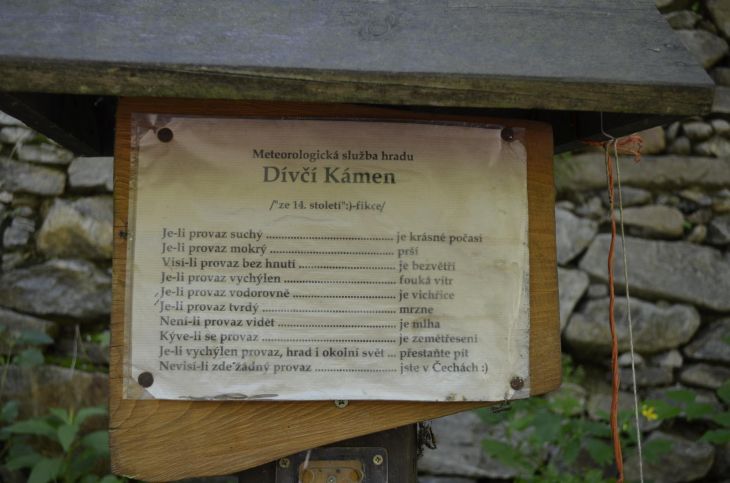 Meteorologická služba hradu
Dívčí Kámen
/"ze 14. století":)-fikce/
Je-li provaz suchý ........................................ je krásné počasí
Je-li provaz mokrý ........................................ prší
Visí-li provaz bez hnutí ........................................ je bezvětří
Je-li provaz vychýlen ........................................ fouká vítr
Je-li provaz vodorovně ........................................ je vichřice
Je-li provaz tvrdý ........................................ mrzne
Není-li provaz vidět ........................................ je mlha
Kýve-li se provaz ........................................ je zemětřesení
Je-li vychýlen provaz, hrad i okolní svět ... přestaňte pít
Nevisí-li zde žádný provaz ........................................ jste v Čechách :)